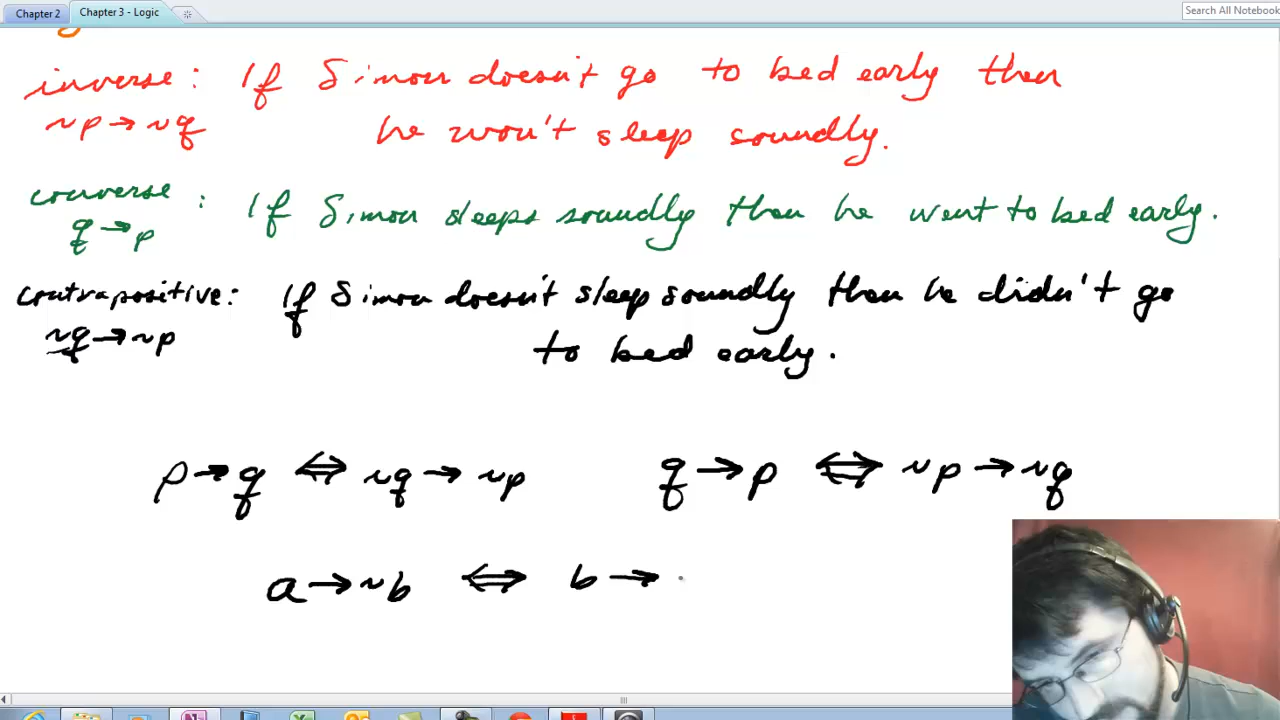 Chapter 2 Chapter 3 - Logic
Search All Notebook
inverse: If Simon doesn't go to bed early then
~p→~q he won't sleep soundly.
converse: If Simon sleeps soundly then he went to bed early.
q→p
contrapositive: If Simon doesn't sleep soundly then he didn't go
~q→~p to bed early.
p→q ⇔ ~q→~p q→p ⇔ ~p→~q
a→~b ⇔ b→